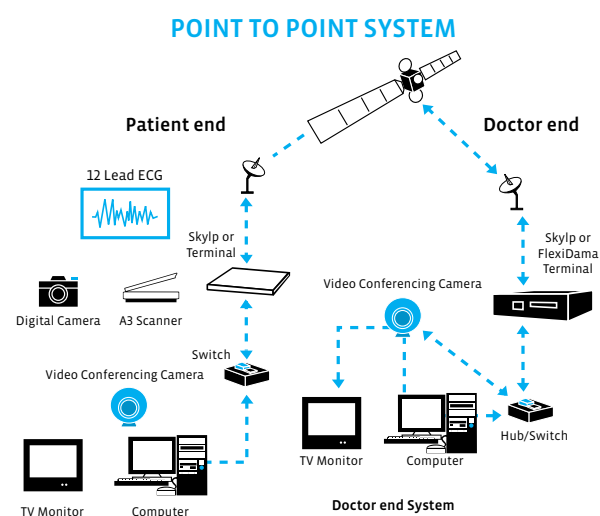 POINT TO POINT SYSTEM
Patient end
Doctor end
12 Lead ECG
Skylp or
Terminal
Skylp or
FlexiDama
Terminal
Digital Camera
A3 Scanner
Video Conferencing Camera
Switch
Video Conferencing Camera
Hub/Switch
TV Monitor
Computer
TV Monitor
Computer
Doctor end System